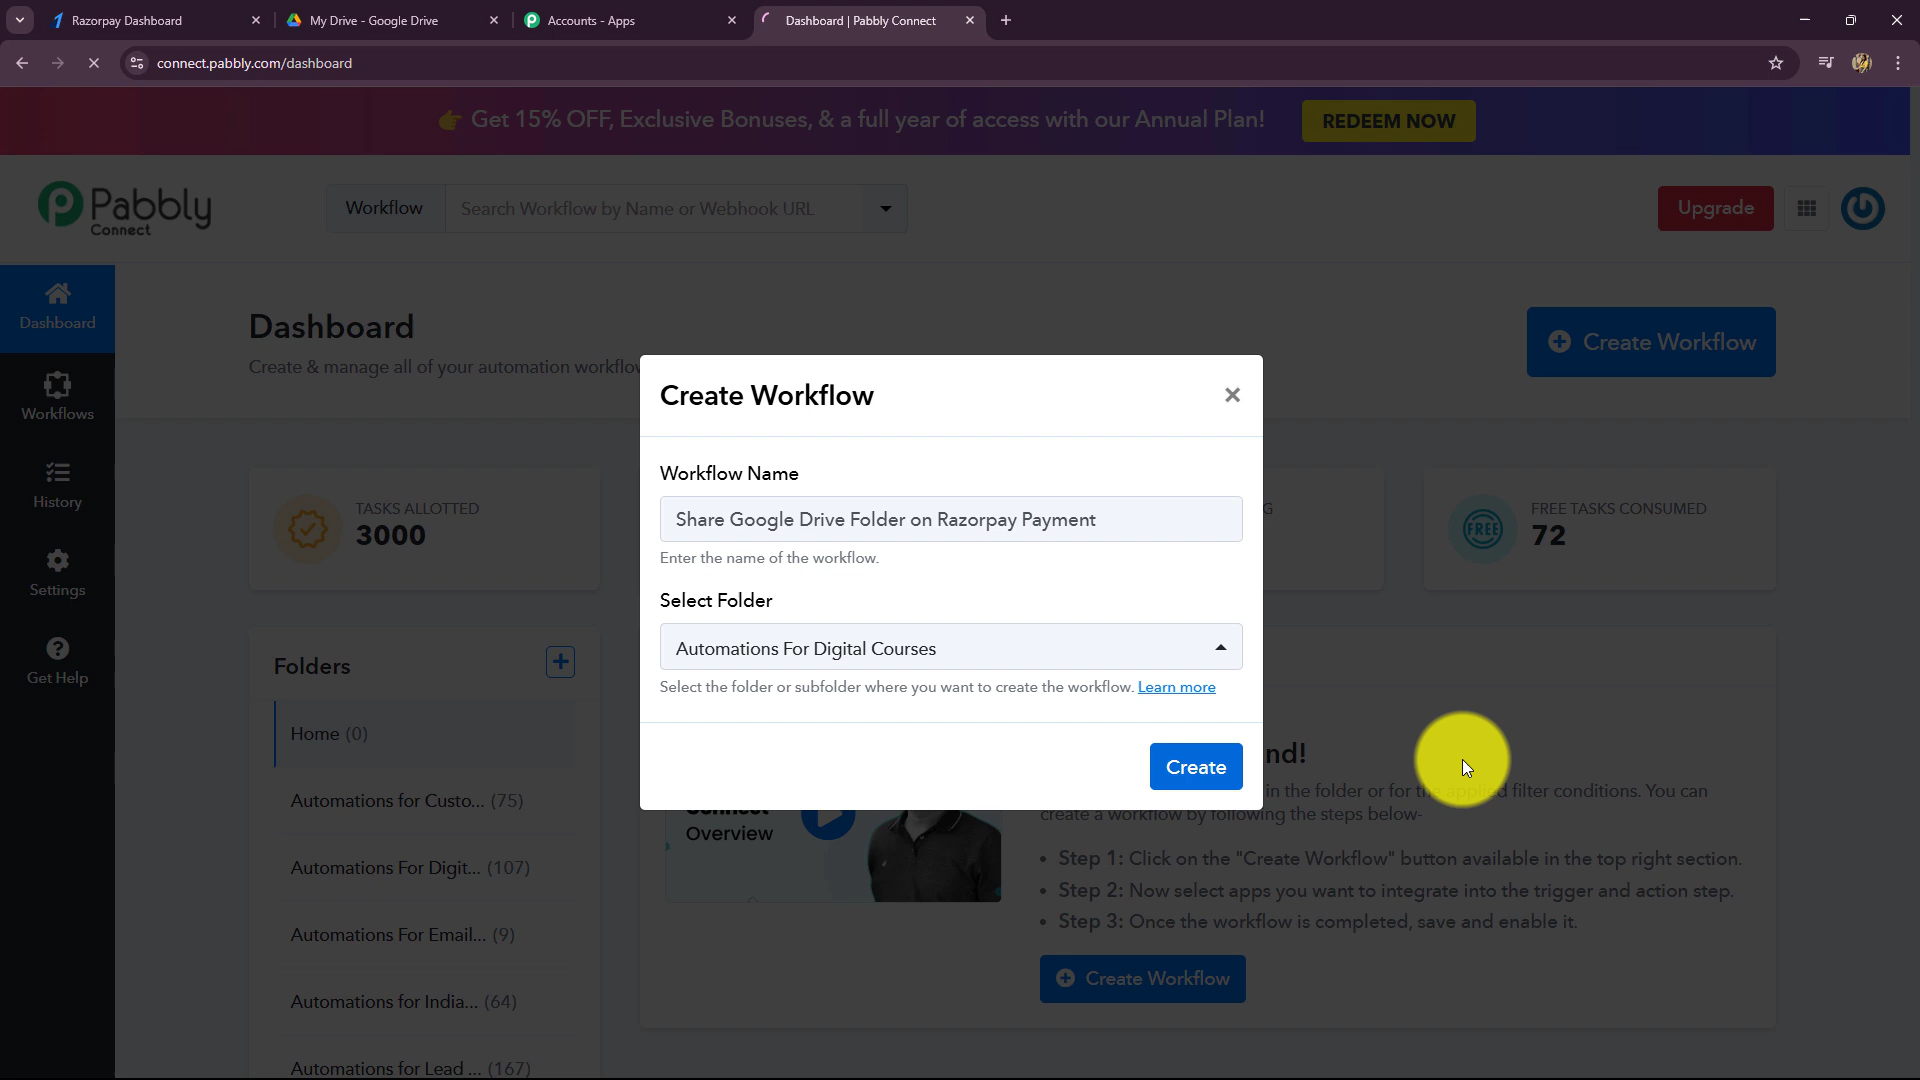 Razorpay Dashboard
My Drive - Google Drive
Accounts - Apps
Dashboard | Pabbly Connect
connect.pabbly.com/dashboard
Get 15% OFF, Exclusive Bonuses, & a full year of access with our Annual Plan!
REDEEM NOW
Pabbly
Connect
Workflow
Search Workflow by Name or Webhook URL
Upgrade
Dashboard
Workflows
History
Settings
Get Help
Dashboard
Create & manage all of your automation workflo
Create Workflow
TASKS ALLOTTED
3000
G
FREE
FREE TASKS CONSUMED
72
Folders
Home (0)
Automations for Custo... (75)
Automations For Digit... (107)
Automations For Email... (9)
Automations for India... (64)
Automations for Lead ... (167)
Create Workflow
Workflow Name
Share Google Drive Folder on Razorpay Payment
Enter the name of the workflow.
Select Folder
Automations For Digital Courses
Select the folder or subfolder where you want to create the workflow. Learn more
Create
Overview
nd!
in the folder or for the applied filter conditions. You can
create a workflow by following the steps below-
Step 1: Click on the "Create Workflow" button available in the top right section.
Step 2: Now select apps you want to integrate into the trigger and action step.
Step 3: Once the workflow is completed, save and enable it.
Create Workflow